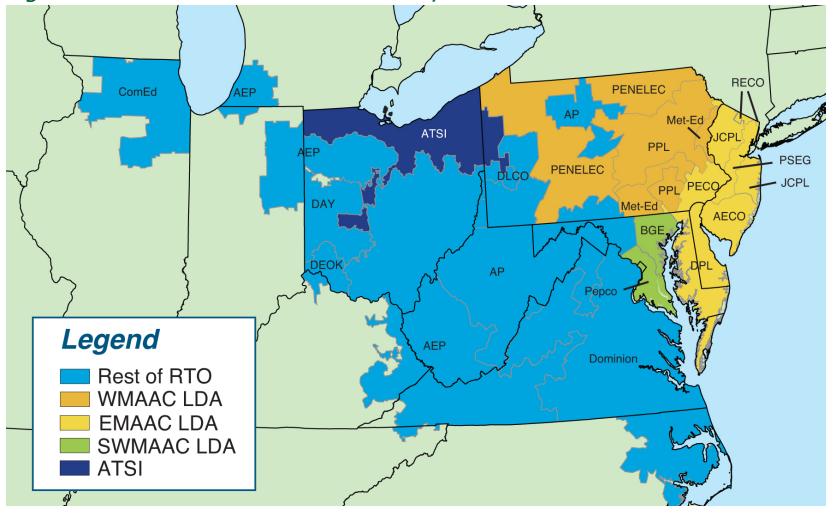 RECO
ComEd
AEP
PENELEC
AP
Met-Ed
JCPL
ATSI
PPL
PSEG
AEP
PENELEC
DLCO
JCPL
PECO
PPL
DAY
Met-Ed
AECO
BGE
DEOK
AP
DPL
Pepco
AEP
Dominion
Legend
Rest of RTO
WMAAC LDA
EMAAC LDA
SWMAAC LDA
ATSI